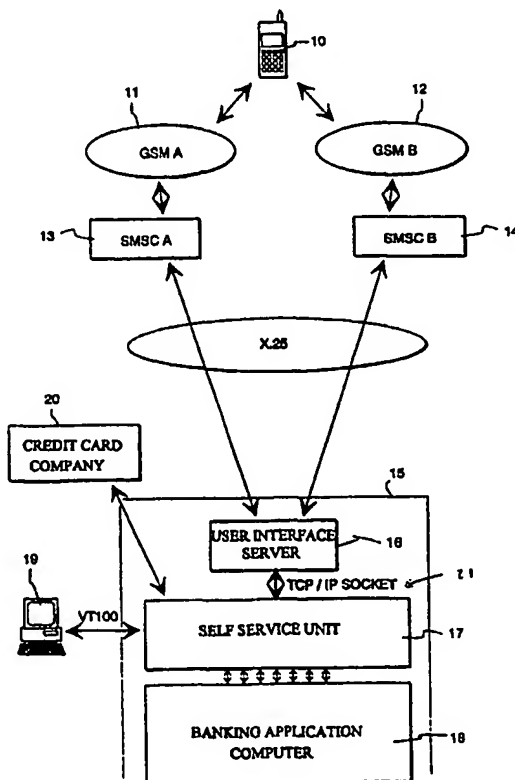 10
11
12
GSM A
GSM B
13
SMSC A
SMSC B
14
X.25
20
CREDIT CARD
COMPANY
15
USER INTERFACE
SERVER
16
TCP / IP SOCKET
21
19
VT100
SELF SERVICE UNIT
17
BANKING APPLICATION
COMPUTER
18